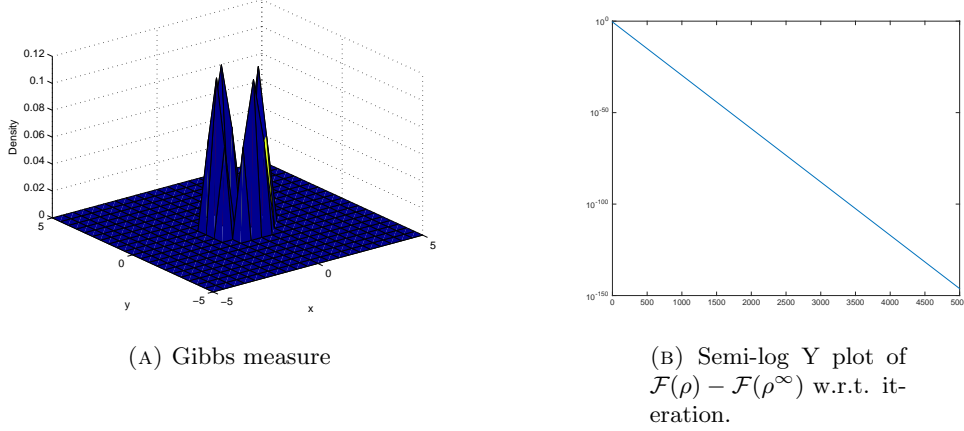 0.12
0.1
0.08
0.06
0.04
0.02
0
Density
5
0
−5
y
−5
0
5
x
(A) Gibbs measure
10^0
10^-50
10^-100
10^-150
0 500 1000 1500 2000 2500 3000 3500 4000 4500 500
(B) Semi-log Y plot of
F(ρ) − F(ρ^∞) w.r.t. it-
eration.